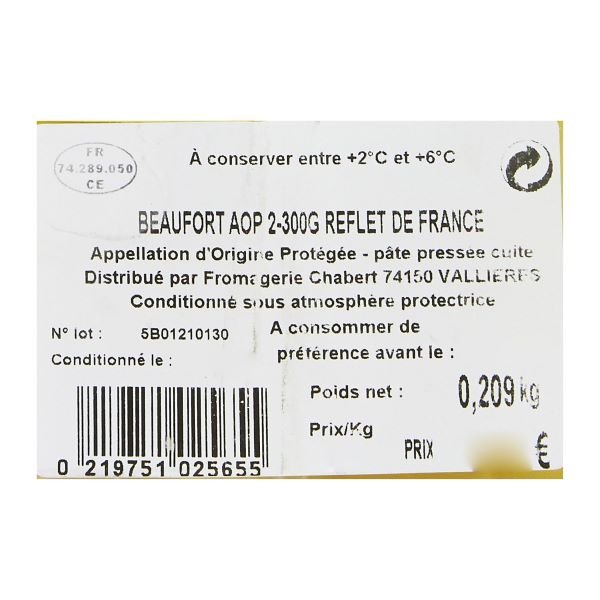 FR
74.289.050
CE
À conserver entre +2°C et +6°C
BEAUFORT AOP 2-300G REFLET DE FRANCE
Appellation d'Origine Protégée - pâte pressée cuite
Distribué par Fromagerie Chabert 74150 VALLIERES
Conditionné sous atmosphère protectrice
N° lot : 5B01210130
A consommer de
préférence avant le :
Conditionné le :
Poids net : 0,209 kg
Prix/Kg
PRIX €
0 219751 025655